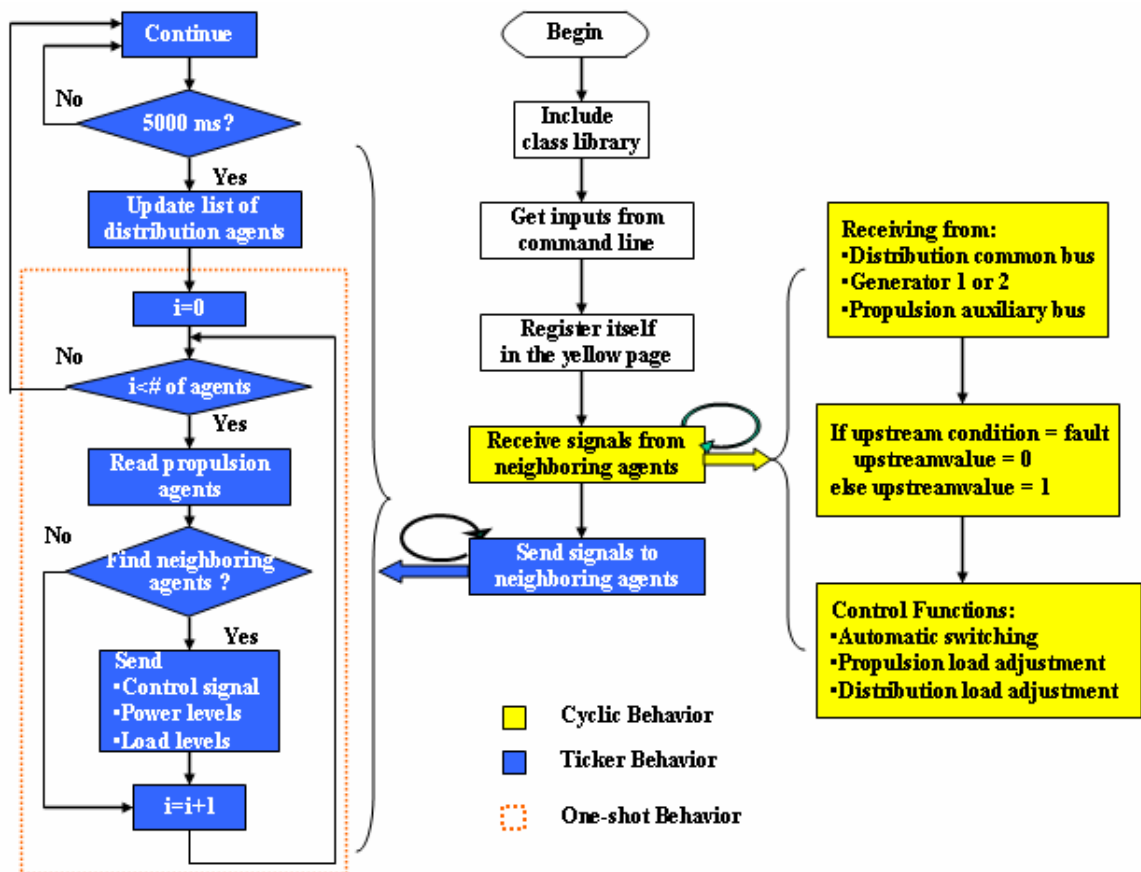 Continue
No
5000 ms?
Yes
Update list of
distribution agents
i=0
No
i<# of agents
Yes
Read propulsion
agents
No
Find neighboring
agents ?
Yes
Send
▪Control signal
▪Power levels
▪Load levels
i=i+1
Begin
Include
class library
Get inputs from
command line
Register itself
in the yellow page
Receive signals from
neighboring agents
Send signals to
neighboring agents
Receiving from:
▪Distribution common bus
▪Generator 1 or 2
▪Propulsion auxiliary bus
If upstream condition = fault
upstreamvalue = 0
else upstreamvalue = 1
Control Functions:
▪Automatic switching
▪Propulsion load adjustment
▪Distribution load adjustment
Cyclic Behavior
Ticker Behavior
One-shot Behavior